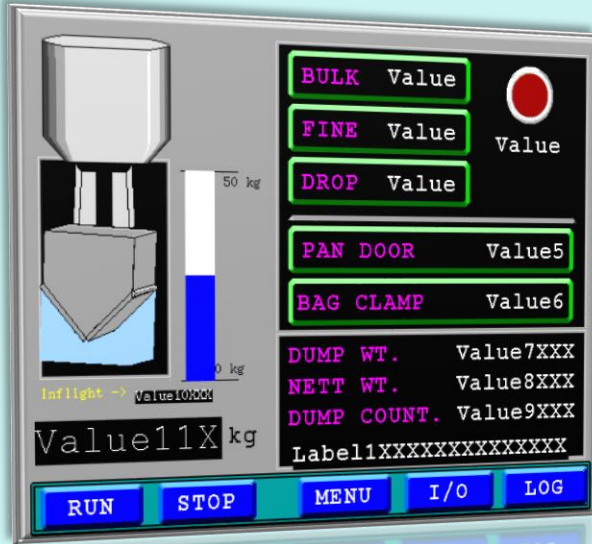 BULK Value
FINE Value
DROP Value
Value
50 kg
PAN DOOR Value5
BAG CLAMP Value6
0 kg
Inflight -> Value10XXX
Value11X kg
DUMP WT. Value7XXX
NETT WT. Value8XXX
DUMP COUNT. Value9XXX
Label1XXXXXXXXXXXXXX
RUN STOP MENU I/O LOG